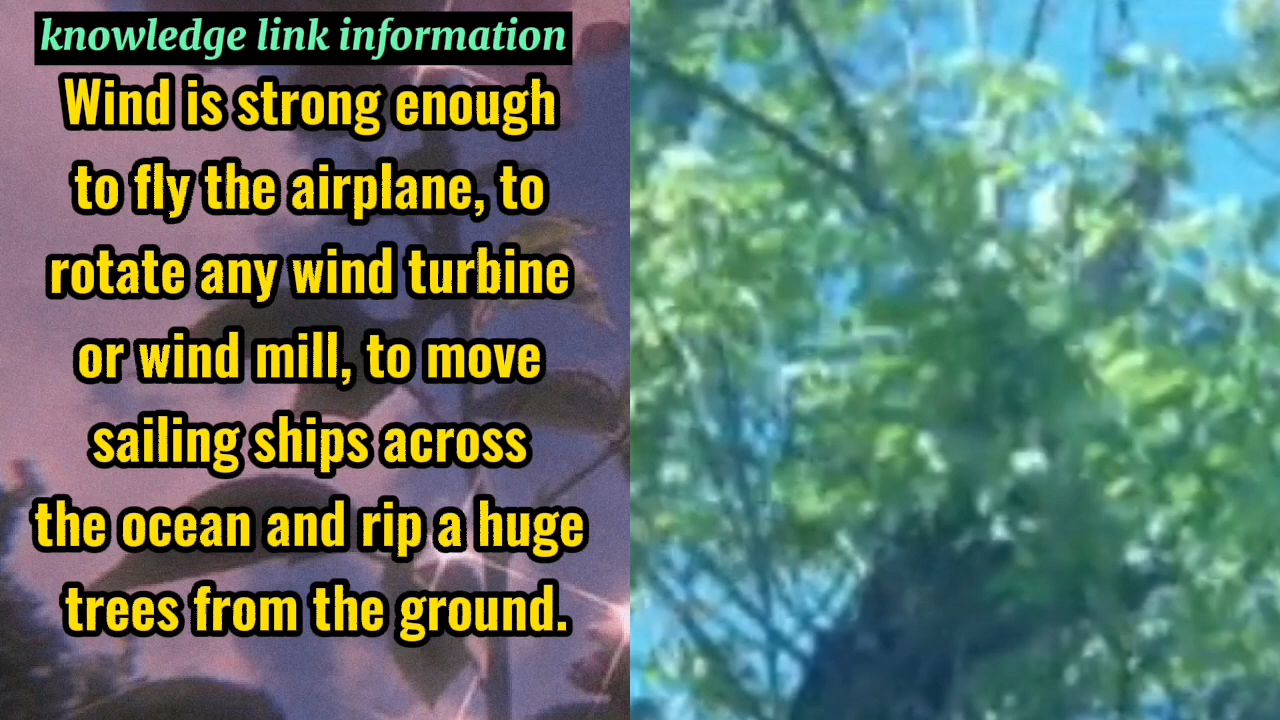 knowledge link information
Wind is strong enough
to fly the airplane, to
rotate any wind turbine
or wind mill, to move
sailing ships across
the ocean and rip a huge
trees from the ground.